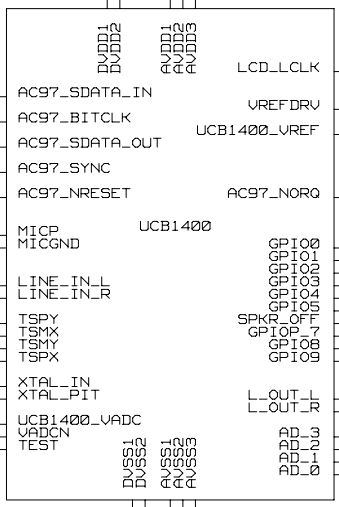 DVDD1
DVDD2
AVDD1
AVDD2
AVDD3
LCD_LCLK
AC97_SDATA_IN
VREFDRV
AC97_BITCLK
UCB1400_VREF
AC97_SDATA_OUT
AC97_SYNC
AC97_NRESET
AC97_NORQ
UCB1400
MICP
MICGND
GPIO0
GPIO1
GPIO2
LINE_IN_L
GPIO3
LINE_IN_R
GPIO4
GPIO5
TSPY
SPKR_OFF
TSMX
GPIOP_7
TSMY
GPIO8
TSPX
GPIO9
XTAL_IN
XTAL_PIT
L_OUT_L
L_OUT_R
UCB1400_VADC
VADCN
AD_3
TEST
AD_2
AD_1
AD_0
DVSS1
DVSS2
AVSS1
AVSS2
AVSS3